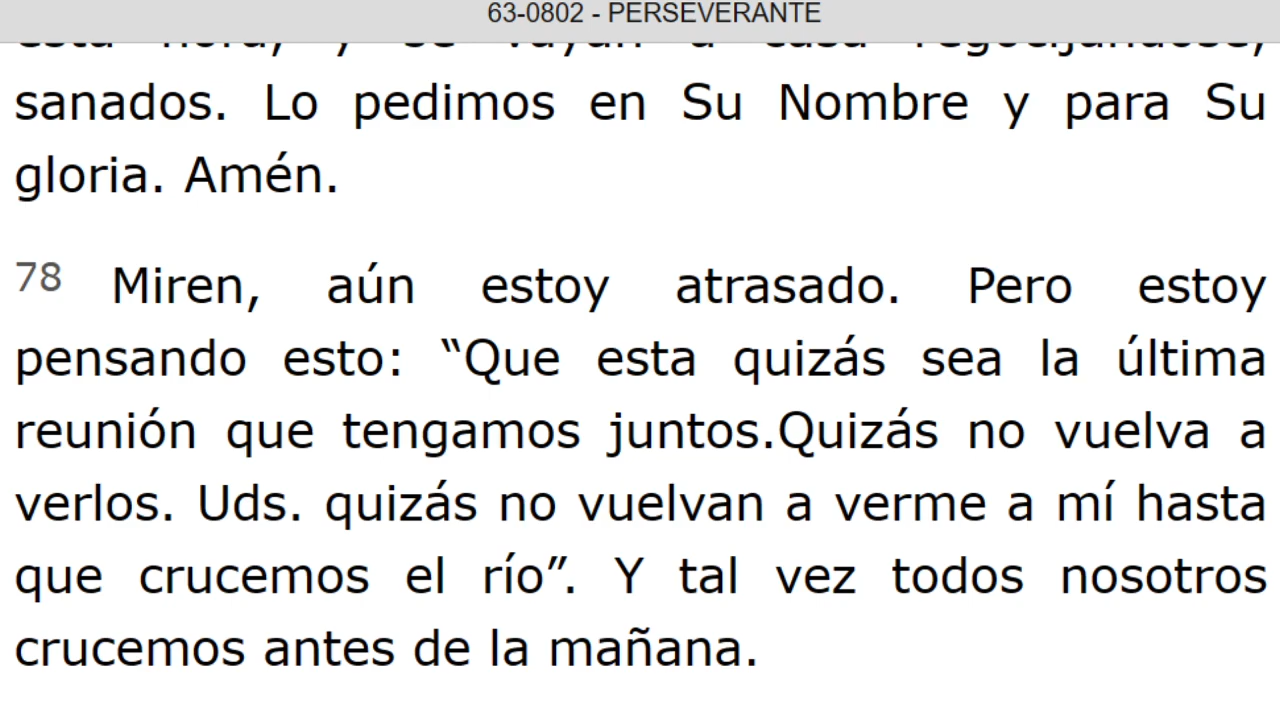 63-0802 - PERSEVERANTE
sanados. Lo pedimos en Su Nombre y para Su
gloria. Amén.
78 Miren, aún estoy atrasado. Pero estoy
pensando esto: “Que esta quizás sea la última
reunión que tengamos juntos.Quizás no vuelva a
verlos. Uds. quizás no vuelvan a verme a mí hasta
que crucemos el río”. Y tal vez todos nosotros
crucemos antes de la mañana.